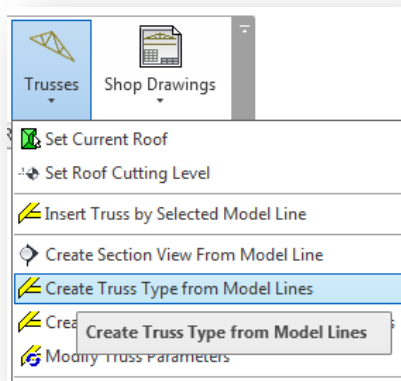 Trusses
Shop Drawings
Set Current Roof
Set Roof Cutting Level
Insert Truss by Selected Model Line
Create Section View From Model Line
Create Truss Type from Model Lines
Create Truss Type from Model Lines
Modify Truss Parameters